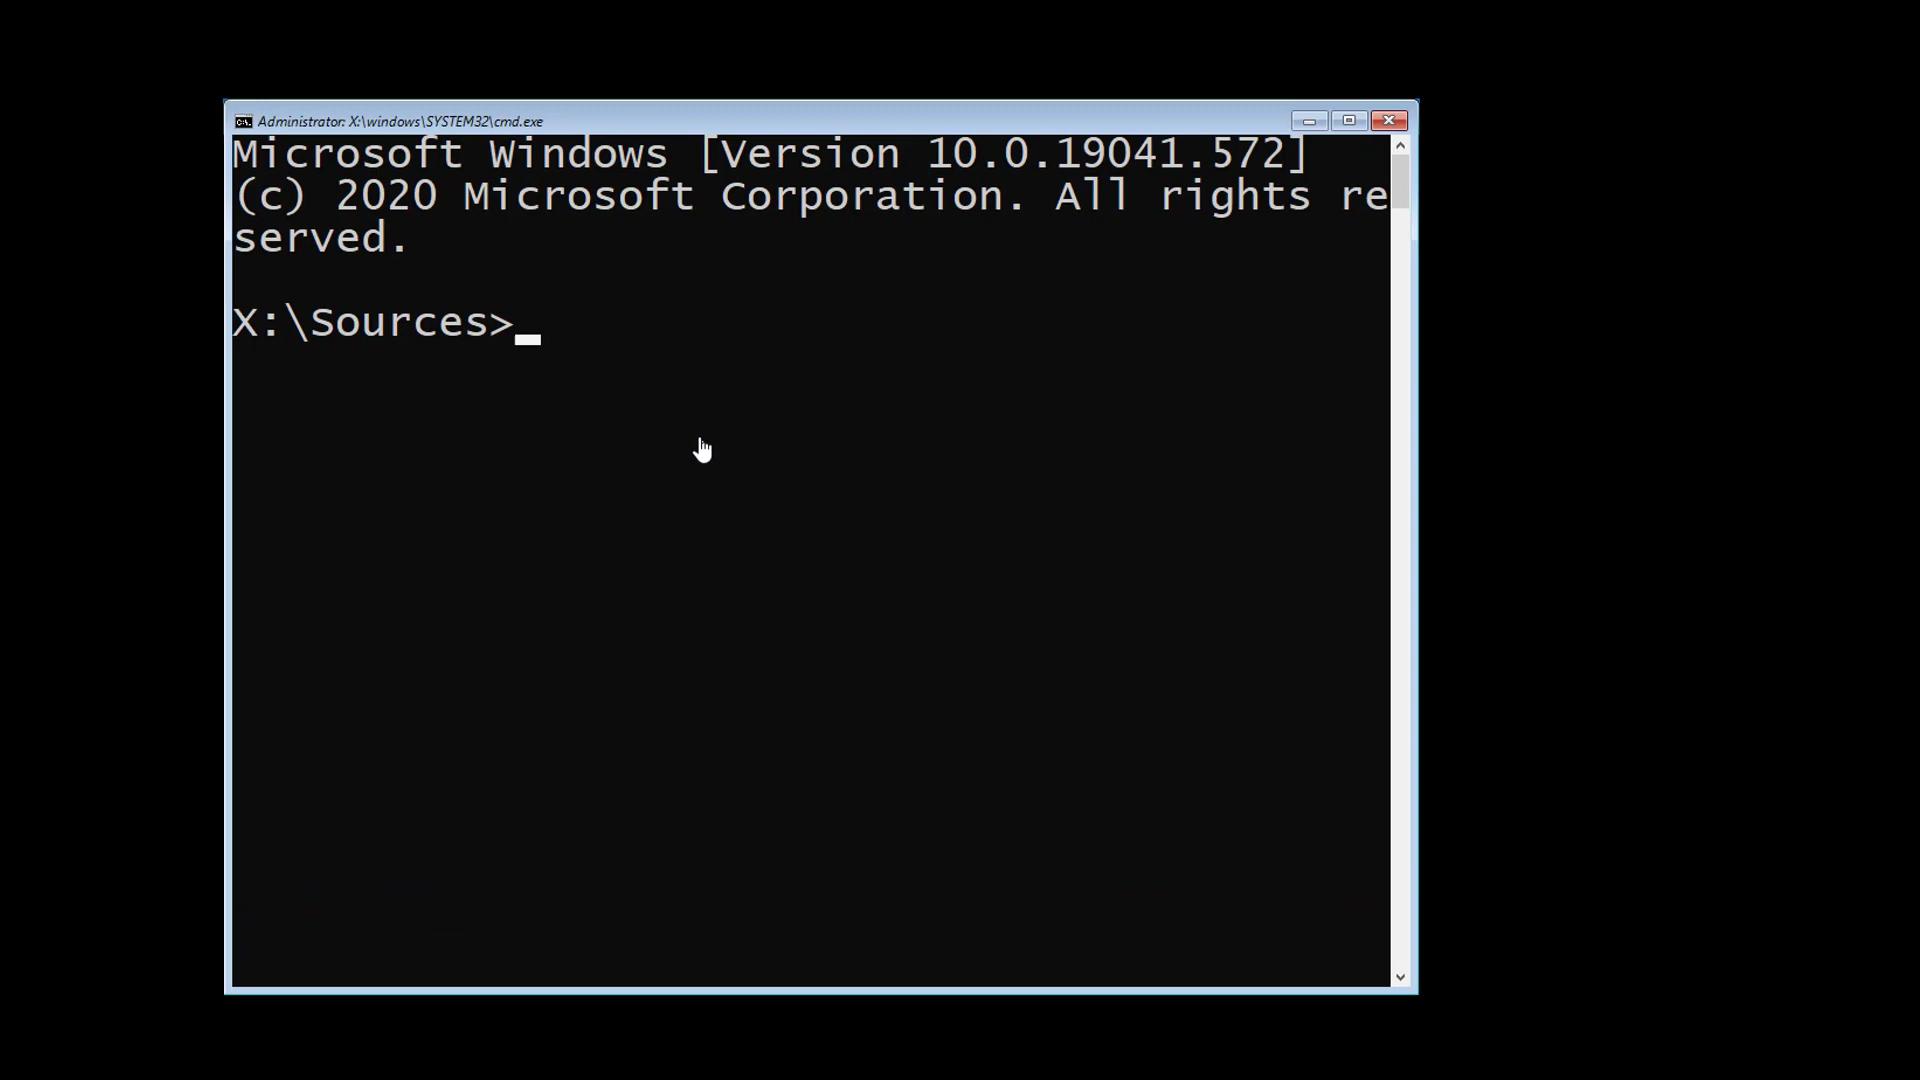 Administrator: X:\windows\SYSTEM32\cmd.exe
Microsoft Windows [Version 10.0.19041.572]
(c) 2020 Microsoft Corporation. All rights re
served.
X:\Sources>